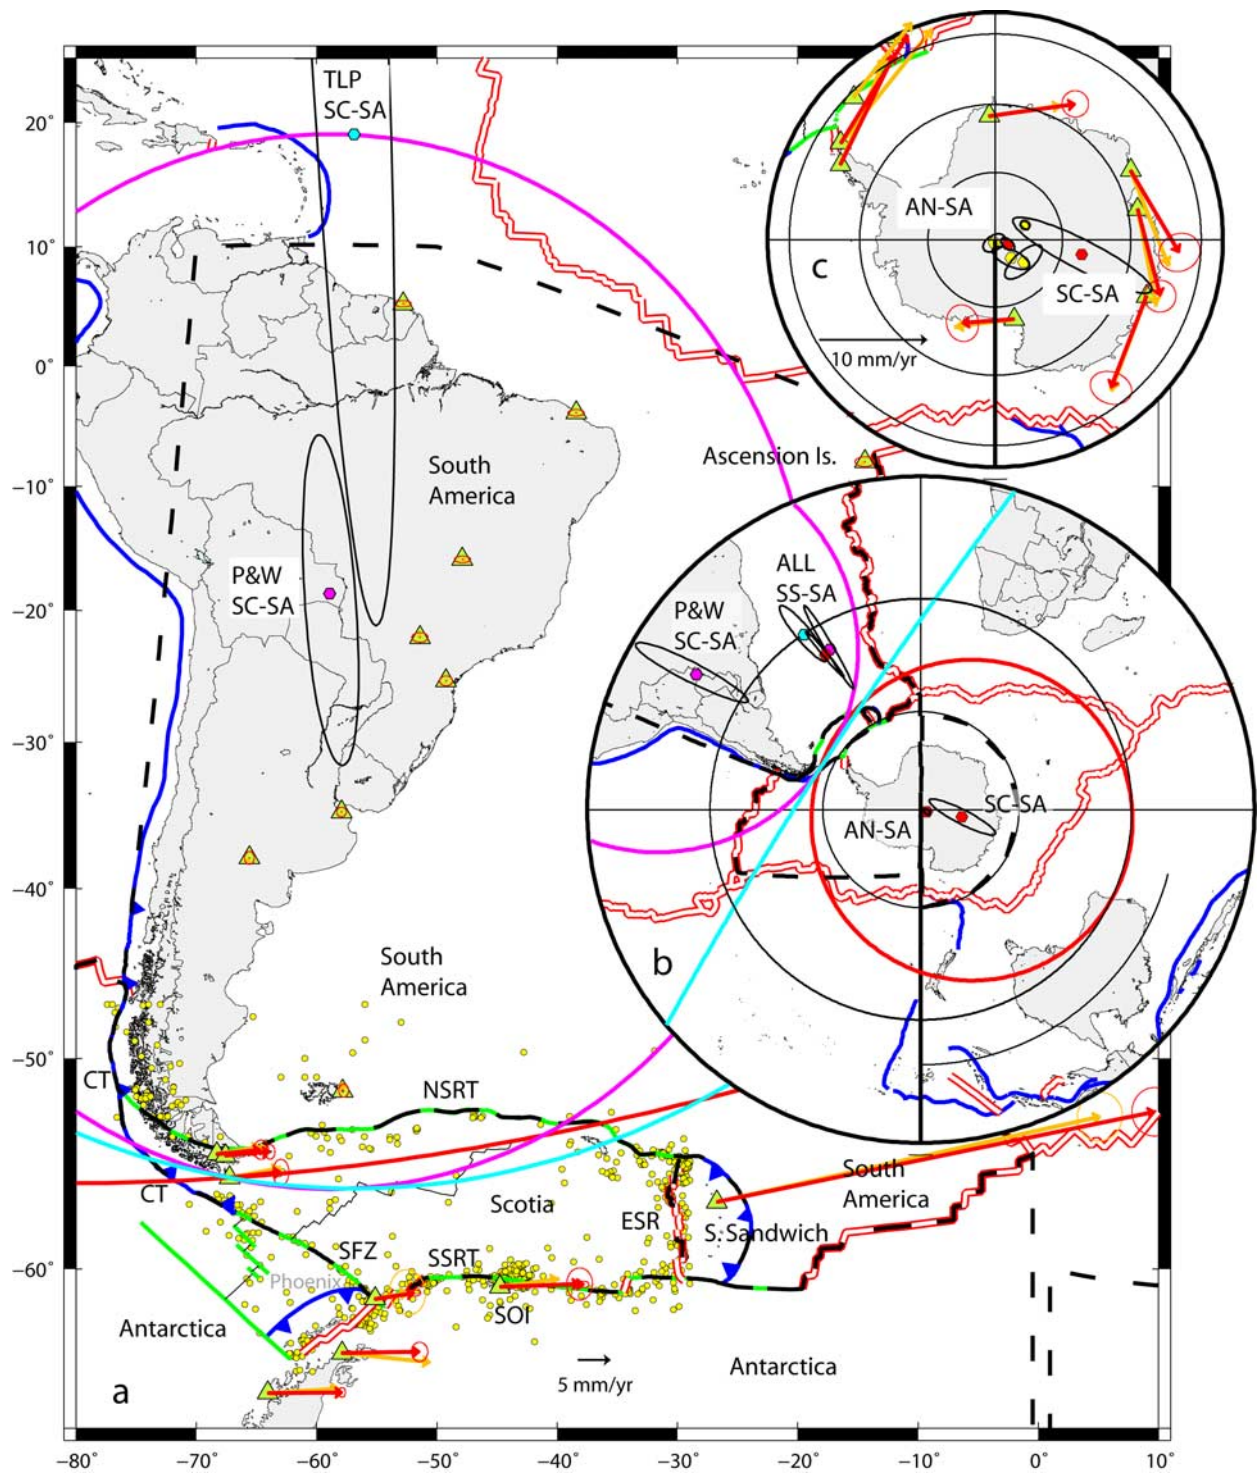 TLP
SC-SA
20°
10°
0°
−10°
−20°
−30°
−40°
−50°
−60°
AN-SA
c
SC-SA
10 mm/yr
Ascension Is.
South
America
P&W
SC-SA
ALL
SS-SA
P&W
SC-SA
SC-SA
AN-SA
b
South
America
CT
NSRT
CT
Scotia
ESR
South
America
S. Sandwich
SFZ
SSRT
Phoenix
SOI
Antarctica
5 mm/yr
Antarctica
a
−80° −70° −60° −50° −40° −30° −20° −10° 0° 10°